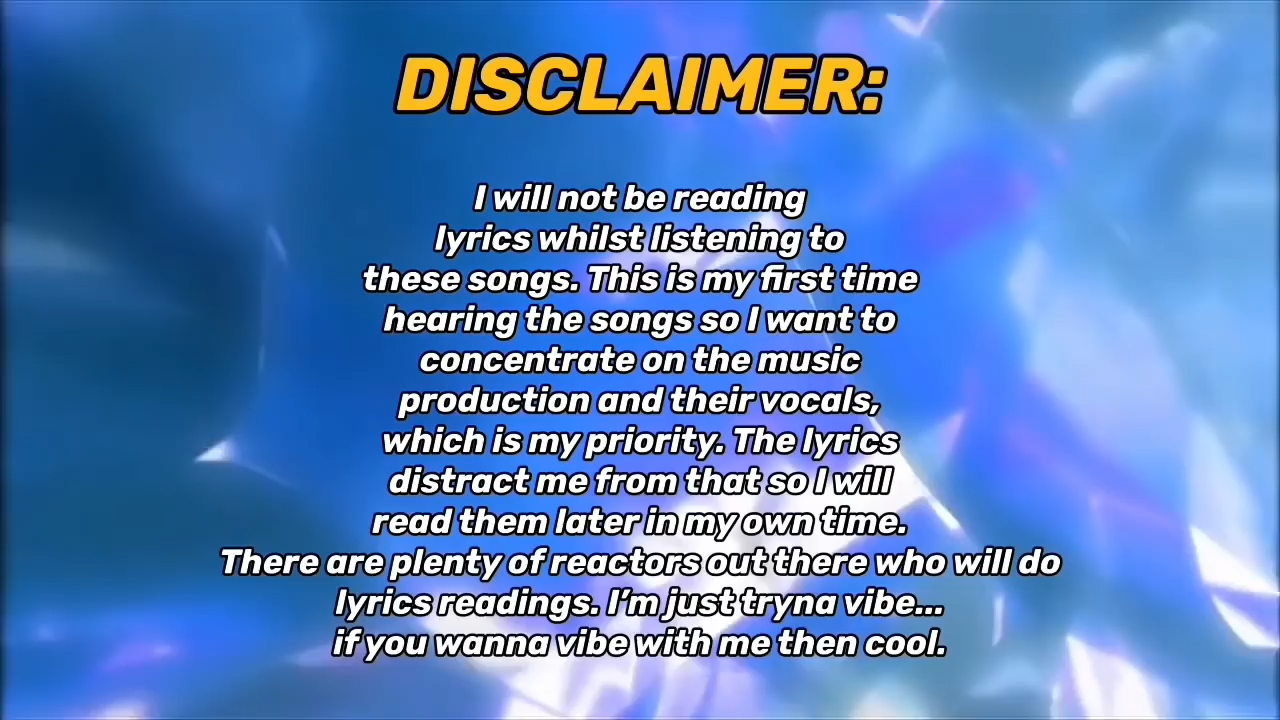 DISCLAIMER:
I will not be reading
lyrics whilst listening to
these songs. This is my first time
hearing the songs so I want to
concentrate on the music
production and their vocals,
which is my priority. The lyrics
distract me from that so I will
read them later in my own time.
There are plenty of reactors out there who will do
lyrics readings. I’m just tryna vibe...
if you wanna vibe with me then cool.